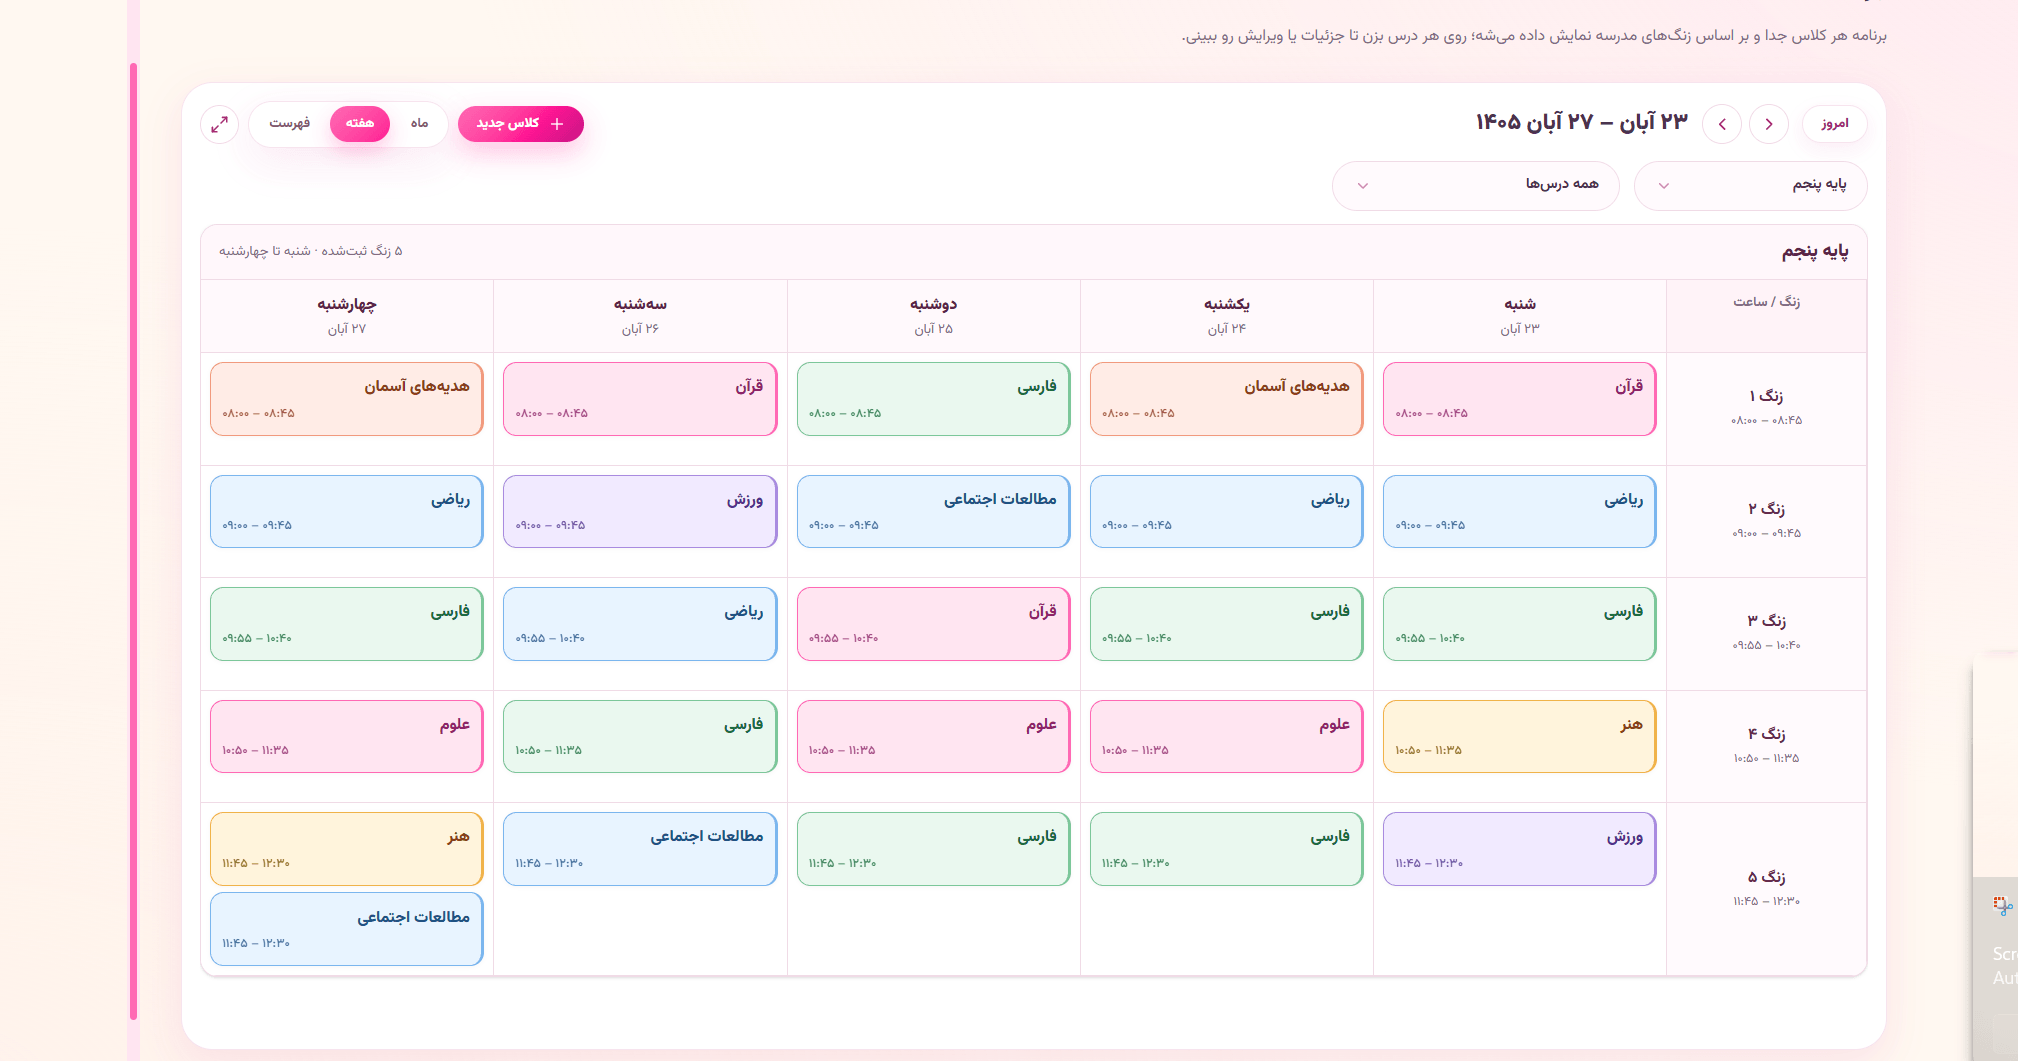 برنامه هر کلاس جدا و بر اساس زنگ‌های مدرسه نمایش داده می‌شه؛ روی هر درس بزن تا جزئیات یا ویرایش رو ببینی.
امروز
۲۳ آبان – ۲۷ آبان ۱۴۰۵
کلاس جدید
ماه
هفته
فهرست
پایه پنجم
همه درس‌ها
پایه پنجم
۵ زنگ ثبت‌شده · شنبه تا چهارشنبه
زنگ / ساعت
شنبه
۲۳ آبان
یکشنبه
۲۴ آبان
دوشنبه
۲۵ آبان
سه‌شنبه
۲۶ آبان
چهارشنبه
۲۷ آبان
زنگ ۱
۰۸:۰۰ – ۰۸:۴۵
قرآن
۰۸:۰۰ – ۰۸:۴۵
هدیه‌های آسمان
۰۸:۰۰ – ۰۸:۴۵
فارسی
۰۸:۰۰ – ۰۸:۴۵
قرآن
۰۸:۰۰ – ۰۸:۴۵
هدیه‌های آسمان
۰۸:۰۰ – ۰۸:۴۵
زنگ ۲
۰۹:۰۰ – ۰۹:۴۵
ریاضی
۰۹:۰۰ – ۰۹:۴۵
ریاضی
۰۹:۰۰ – ۰۹:۴۵
مطالعات اجتماعی
۰۹:۰۰ – ۰۹:۴۵
ورزش
۰۹:۰۰ – ۰۹:۴۵
ریاضی
۰۹:۰۰ – ۰۹:۴۵
زنگ ۳
۰۹:۵۵ – ۱۰:۴۰
فارسی
۰۹:۵۵ – ۱۰:۴۰
فارسی
۰۹:۵۵ – ۱۰:۴۰
قرآن
۰۹:۵۵ – ۱۰:۴۰
ریاضی
۰۹:۵۵ – ۱۰:۴۰
فارسی
۰۹:۵۵ – ۱۰:۴۰
زنگ ۴
۱۰:۵۰ – ۱۱:۳۵
هنر
۱۰:۵۰ – ۱۱:۳۵
علوم
۱۰:۵۰ – ۱۱:۳۵
علوم
۱۰:۵۰ – ۱۱:۳۵
فارسی
۱۰:۵۰ – ۱۱:۳۵
علوم
۱۰:۵۰ – ۱۱:۳۵
زنگ ۵
۱۱:۴۵ – ۱۲:۳۰
ورزش
۱۱:۴۵ – ۱۲:۳۰
فارسی
۱۱:۴۵ – ۱۲:۳۰
فارسی
۱۱:۴۵ – ۱۲:۳۰
مطالعات اجتماعی
۱۱:۴۵ – ۱۲:۳۰
هنر
۱۱:۴۵ – ۱۲:۳۰
مطالعات اجتماعی
۱۱:۴۵ – ۱۲:۳۰